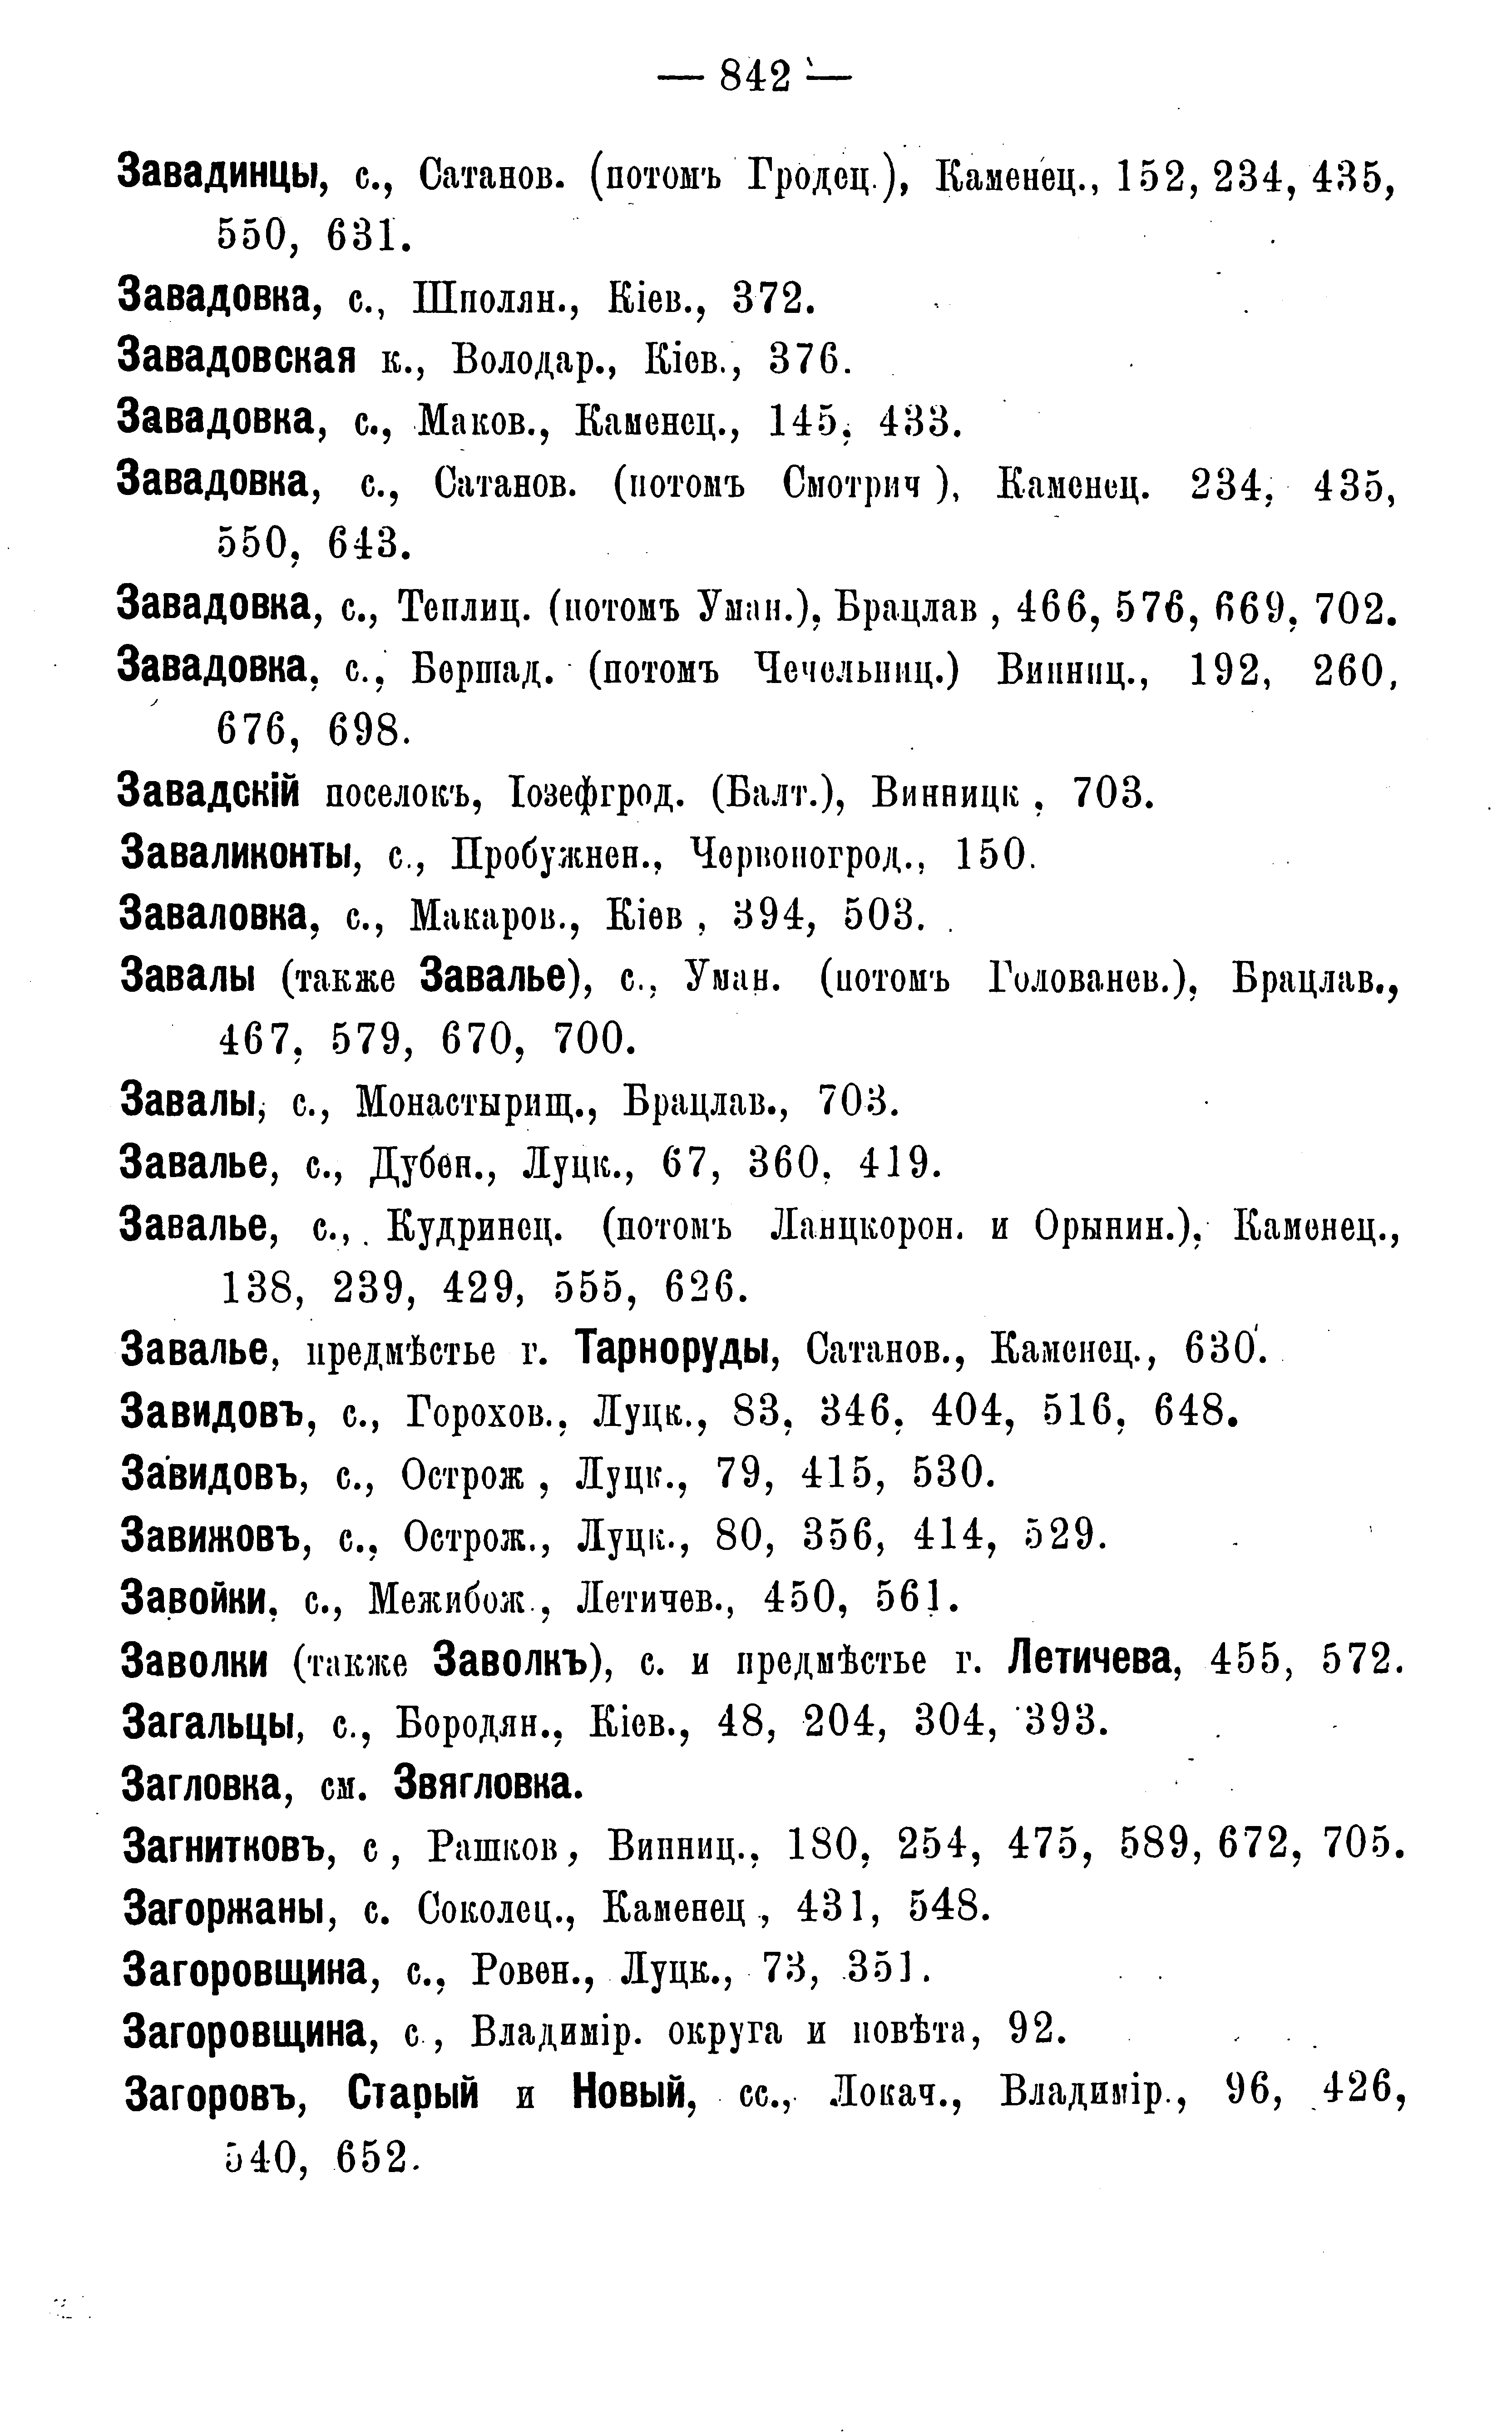 — 842 —
Завадинцы, с., Сатанов. (потомъ Гродец.), Каменец., 152, 234, 435,
550, 631.
Завадовка, с., Шполян., Кіев., 372.
Завадовская к., Володар., Кіев., 376.
Завадовка, с., Маков., Каменец., 145, 433.
Завадовка, с., Сатанов. (потомъ Смотрич ), Каменец. 234, 435,
550, 643.
Завадовка, с., Теплиц. (потомъ Уман.), Брацлав , 466, 576, 669, 702.
Завадовка, с., Бершад. (потомъ Чечельниц.) Винниц., 192, 260,
676, 698.
Завадскій поселокъ, Іозефгрод. (Балт.), Винницк , 703.
Заваликонты, с., Пробужнен., Червоногрод., 150.
Заваловка, с., Макаров., Кіев , 394, 503.
Завалы (также Завалье), с., Уман. (потомъ Голованев.), Брацлав.,
467, 579, 670, 700.
Завалы, с., Монастырищ., Брацлав., 703.
Завалье, с., Дубен., Луцк., 67, 360, 419.
Завалье, с., Кудринец. (потомъ Ланцкорон. и Орынин.), Каменец.,
138, 239, 429, 555, 626.
Завалье, предмѣстье г. Тарноруды, Сатанов., Каменец., 630.
Завидовъ, с., Горохов., Луцк., 83, 346, 404, 516, 648.
Завидовъ, с., Острож , Луцк., 79, 415, 530.
Завижовъ, с., Острож., Луцк., 80, 356, 414, 529.
Завойки, с., Межибож., Летичев., 450, 561.
Заволки (также Заволкъ), с. и предмѣстье г. Летичева, 455, 572.
Загальцы, с., Бородян., Кіев., 48, 204, 304, 393.
Загловка, см. Звягловка.
Загнитковъ, с , Рашков, Винниц., 180, 254, 475, 589, 672, 705.
Загоржаны, с. Соколец., Каменец , 431, 548.
Загоровщина, с., Ровен., Луцк., 73, 351.
Загоровщина, с., Владимір. округа и повѣта, 92.
Загоровъ, Старый и Новый, сс., Локач., Владимір., 96, 426,
540, 652.